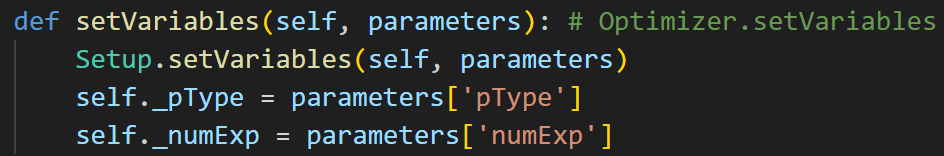 def setVariables(self, parameters): # Optimizer.setVariables
    Setup.setVariables(self, parameters)
    self._pType = parameters['pType']
    self._numExp = parameters['numExp']